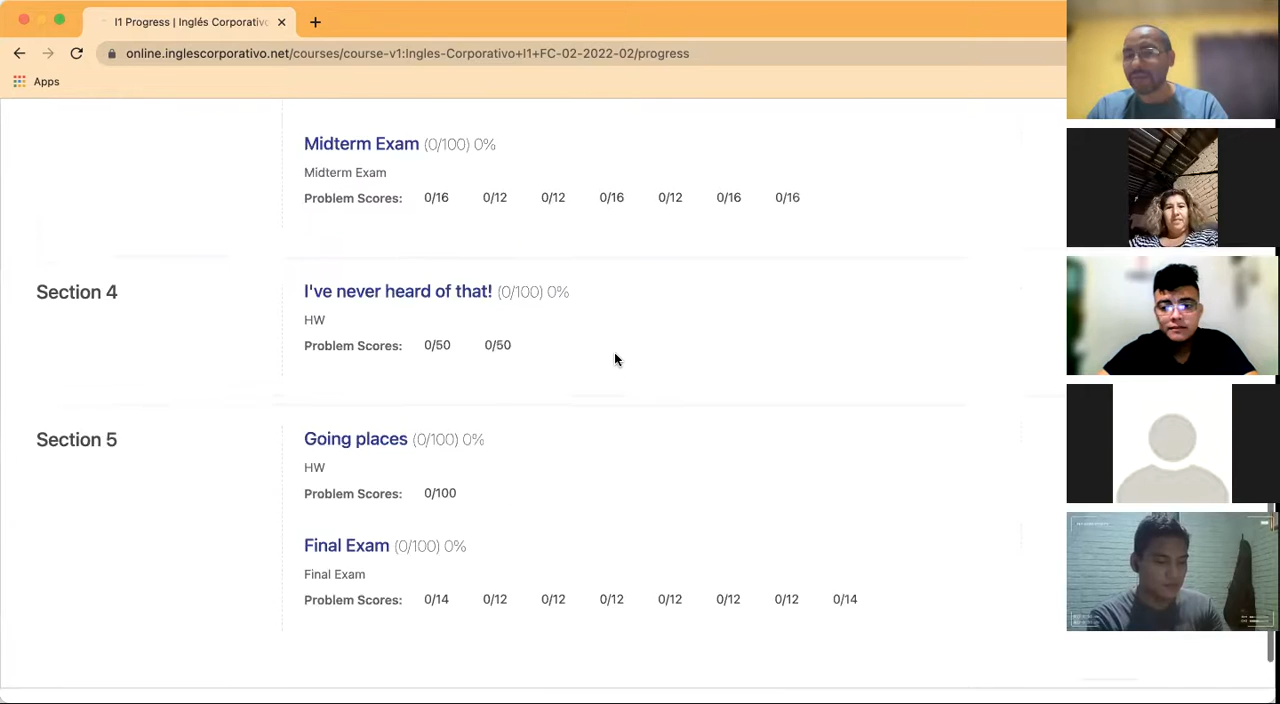 I1 Progress | Inglés Corporativo
online.inglescorporativo.net/courses/course-v1:Ingles-Corporativo+I1+FC-02-2022-02/progress
Apps
Midterm Exam (0/100) 0%
Midterm Exam
Problem Scores: 0/16 0/12 0/12 0/16 0/12 0/16 0/16
Section 4
I've never heard of that! (0/100) 0%
HW
Problem Scores: 0/50 0/50
Section 5
Going places (0/100) 0%
HW
Problem Scores: 0/100
Final Exam (0/100) 0%
Final Exam
Problem Scores: 0/14 0/12 0/12 0/12 0/12 0/12 0/12 0/14